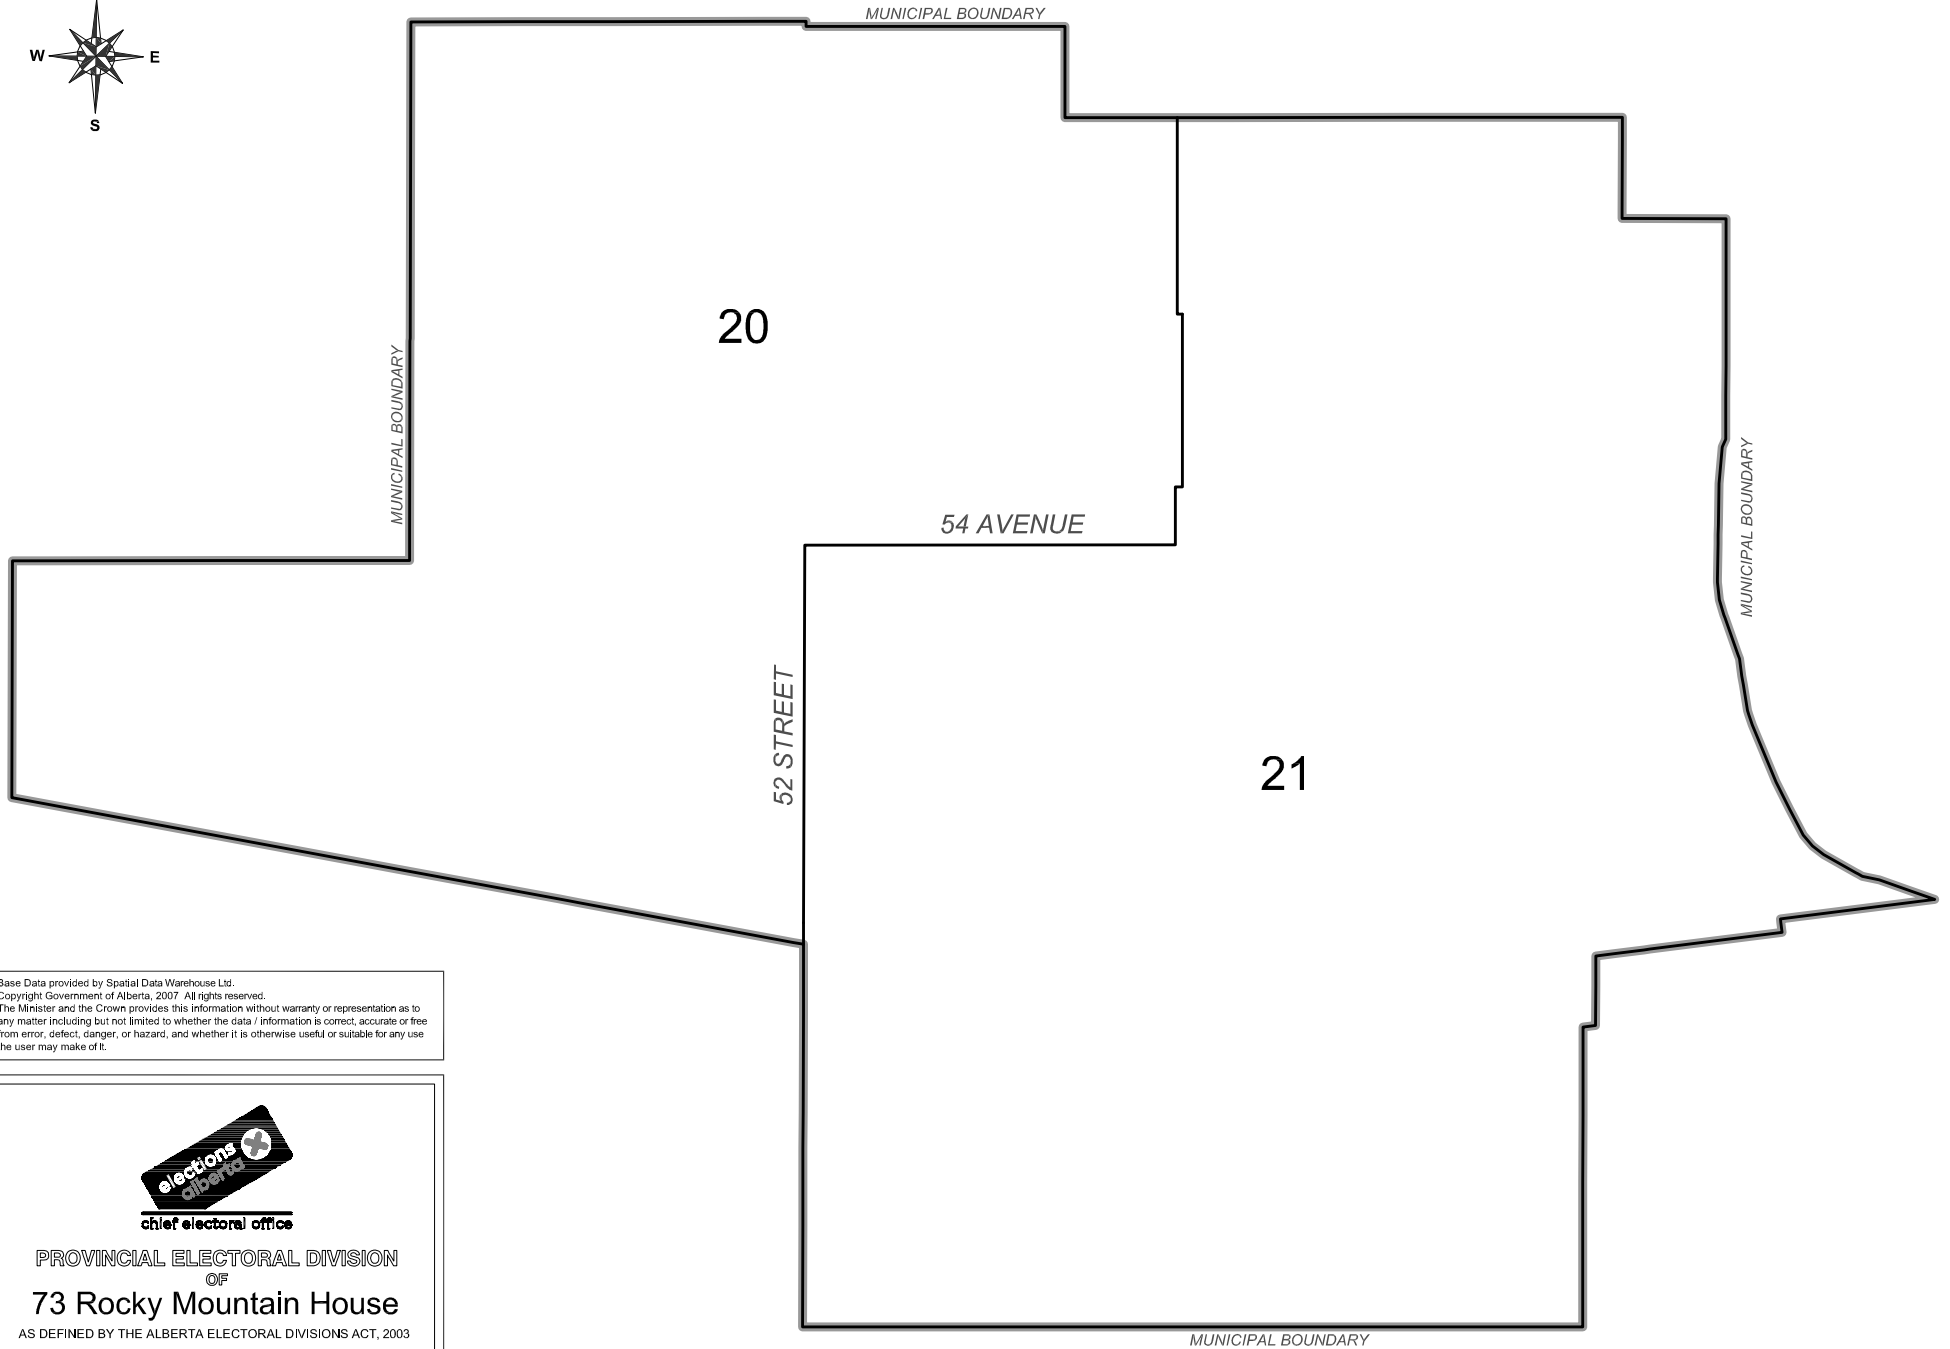 MUNICIPAL BOUNDARY
W
E
S
20
MUNICIPAL BOUNDARY
54 AVENUE
MUNICIPAL BOUNDARY
52 STREET
21
Base Data provided by Spatial Data Warehouse Ltd.
Copyright Government of Alberta, 2007 All rights reserved.
The Minister and the Crown provides this information without warranty or representation as to
any matter including but not limited to whether the data / information is correct, accurate or free
from error, defect, danger, or hazard, and whether it is otherwise useful or suitable for any use
the user may make of it.
elections
alberta
chief electoral office
PROVINCIAL ELECTORAL DIVISION
OF
73 Rocky Mountain House
AS DEFINED BY THE ALBERTA ELECTORAL DIVISIONS ACT, 2003
MUNICIPAL BOUNDARY